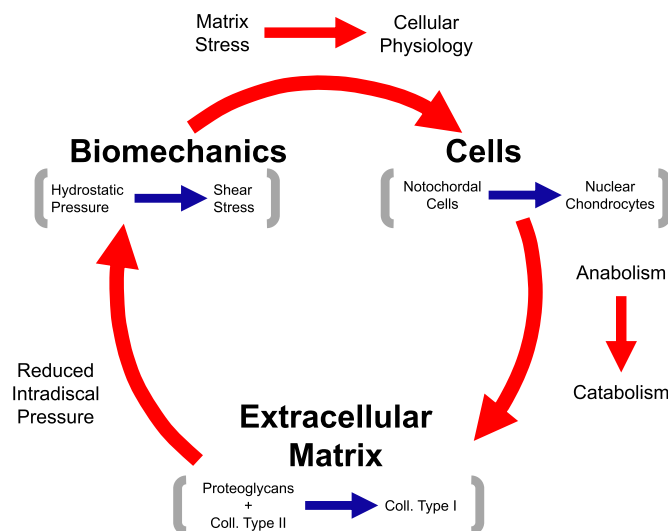 Matrix
Stress
Cellular
Physiology
Biomechanics
Hydrostatic
Pressure
Shear
Stress
Cells
Notochordal
Cells
Nuclear
Chondrocytes
Anabolism
Catabolism
Reduced
Intradiscal
Pressure
Extracellular
Matrix
Proteoglycans
+
Coll. Type II
Coll. Type I